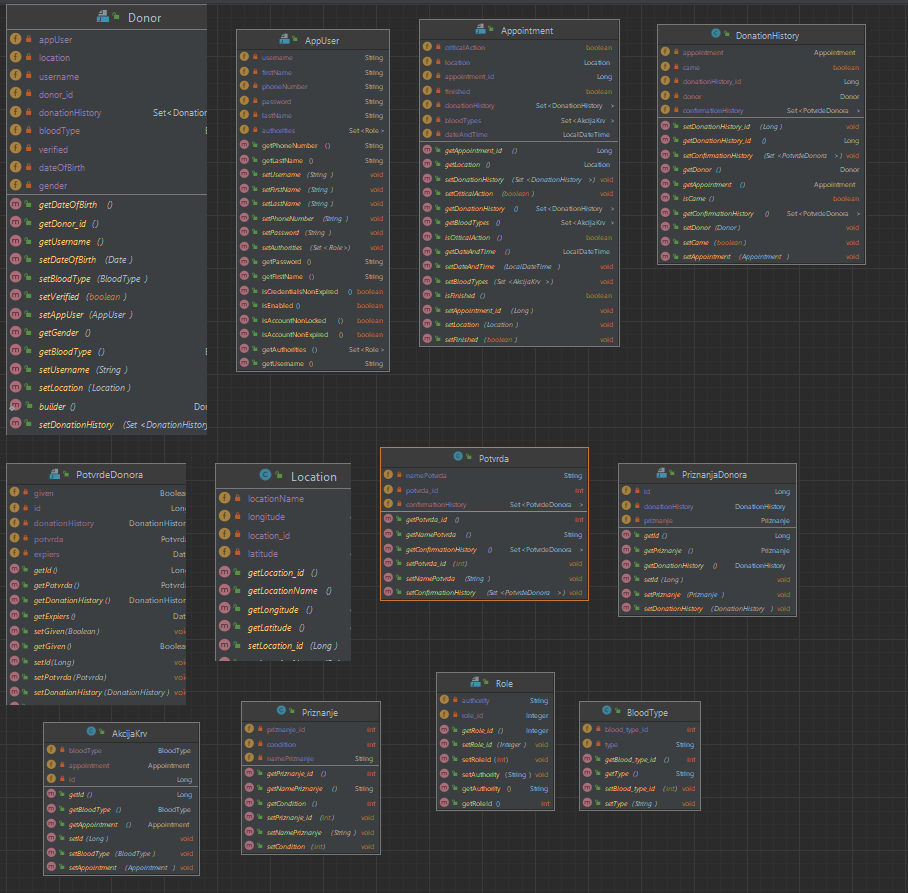 Donor
appUser
location
username
donor_id
donationHistory Set<Donation
bloodType
verified
dateOfBirth
gender
getDateOfBirth ()
getDonor_id ()
getUsername ()
setDateOfBirth (Date )
setBloodType (BloodType )
setVerified (boolean )
setAppUser (AppUser )
getGender ()
getBloodType ()
setUsername (String )
setLocation (Location )
builder () Do
setDonationHistory (Set <DonationHistory
AppUser
username String
firstName String
phoneNumber String
password String
lastName String
authorities Set<Role >
getPhoneNumber () String
getLastName () String
setUsername (String ) void
setFirstName (String ) void
setLastName (String ) void
setPhoneNumber (String ) void
setPassword (String ) void
setAuthorities (Set <Role>) void
getPassword () String
getFirstName () String
isCredentialsNonExpired () boolean
isEnabled () boolean
isAccountNonLocked () boolean
isAccountNonExpired () boolean
getAuthorities () Set<Role >
getUsername () String
Appointment
criticalAction boolean
location Location
appointment_id Long
finished boolean
donationHistory Set<DonationHistory >
bloodTypes Set<AkcijaKrv >
dateAndTime LocalDateTime
getAppointment_id () Long
getLocation () Location
setDonationHistory (Set <DonationHistory >) void
setCriticalAction (boolean ) void
getDonationHistory () Set<DonationHistory >
getBloodTypes () Set<AkcijaKrv >
isCriticalAction () boolean
getDateAndTime () LocalDateTime
setDateAndTime (LocalDateTime ) void
setBloodTypes (Set <AkcijaKrv >) void
isFinished () boolean
setAppointment_id (Long ) void
setLocation (Location ) void
setFinished (boolean ) void
DonationHistory
appointment Appointment
came boolean
donationHistory_id Long
donor Donor
confirmationHistory Set<PotvrdeDonora >
setDonationHistory_id (Long ) void
getDonationHistory_id () Long
setConfirmationHistory (Set <PotvrdeDonora >) void
getDonor () Donor
getAppointment () Appointment
isCame () boolean
getConfirmationHistory () Set<PotvrdeDonora >
setDonor (Donor ) void
setCame (boolean ) void
setAppointment (Appointment ) void
PotvrdeDonora
given Boolea
id Lon
donationHistory DonationHistor
potvrda Potvrd
expiers Dat
getId () Lon
getPotvrda () Potvrd
getDonationHistory () DonationHistor
getExpiers () Dat
setGiven(Boolean) voi
getGiven () Boolea
setId(Long) voi
setPotvrda (Potvrda) voi
setDonationHistory (DonationHistory ) voi
Location
locationName
longitude
location_id
latitude
getLocation_id ()
getLocationName ()
getLongitude ()
getLatitude ()
setLocation_id (Long )
Potvrda
namePotvrda String
potvrda_id int
confirmationHistory Set<PotvrdeDonora >
getPotvrda_id () int
getNamePotvrda () String
getConfirmationHistory () Set<PotvrdeDonora >
setPotvrda_id (int) void
setNamePotvrda (String ) void
setConfirmationHistory (Set <PotvrdeDonora >) void
PriznanjaDonora
id Long
donationHistory DonationHistory
priznanje Priznanje
getId () Long
getPriznanje () Priznanje
getDonationHistory () DonationHistory
setId (Long ) void
setPriznanje (Priznanje ) void
setDonationHistory (DonationHistory ) void
AkcijaKrv
bloodType BloodType
appointment Appointment
id Long
getId () Long
getBloodType () BloodType
getAppointment () Appointment
setId (Long ) void
setBloodType (BloodType ) void
setAppointment (Appointment ) void
Priznanje
priznanje_id int
condition int
namePriznanje String
getPriznanje_id () int
getNamePriznanje () String
getCondition () int
setPriznanje_id (int ) void
setNamePriznanje (String ) void
setCondition (int) void
Role
authority String
role_id Integer
getRole_id () Integer
setRole_id (Integer ) void
setRoleId (int) void
setAuthority (String ) void
getAuthority () String
getRoleId () int
BloodType
blood_type_id int
type String
getBlood_type_id () int
getType () String
setBlood_type_id (int) void
setType (String ) void